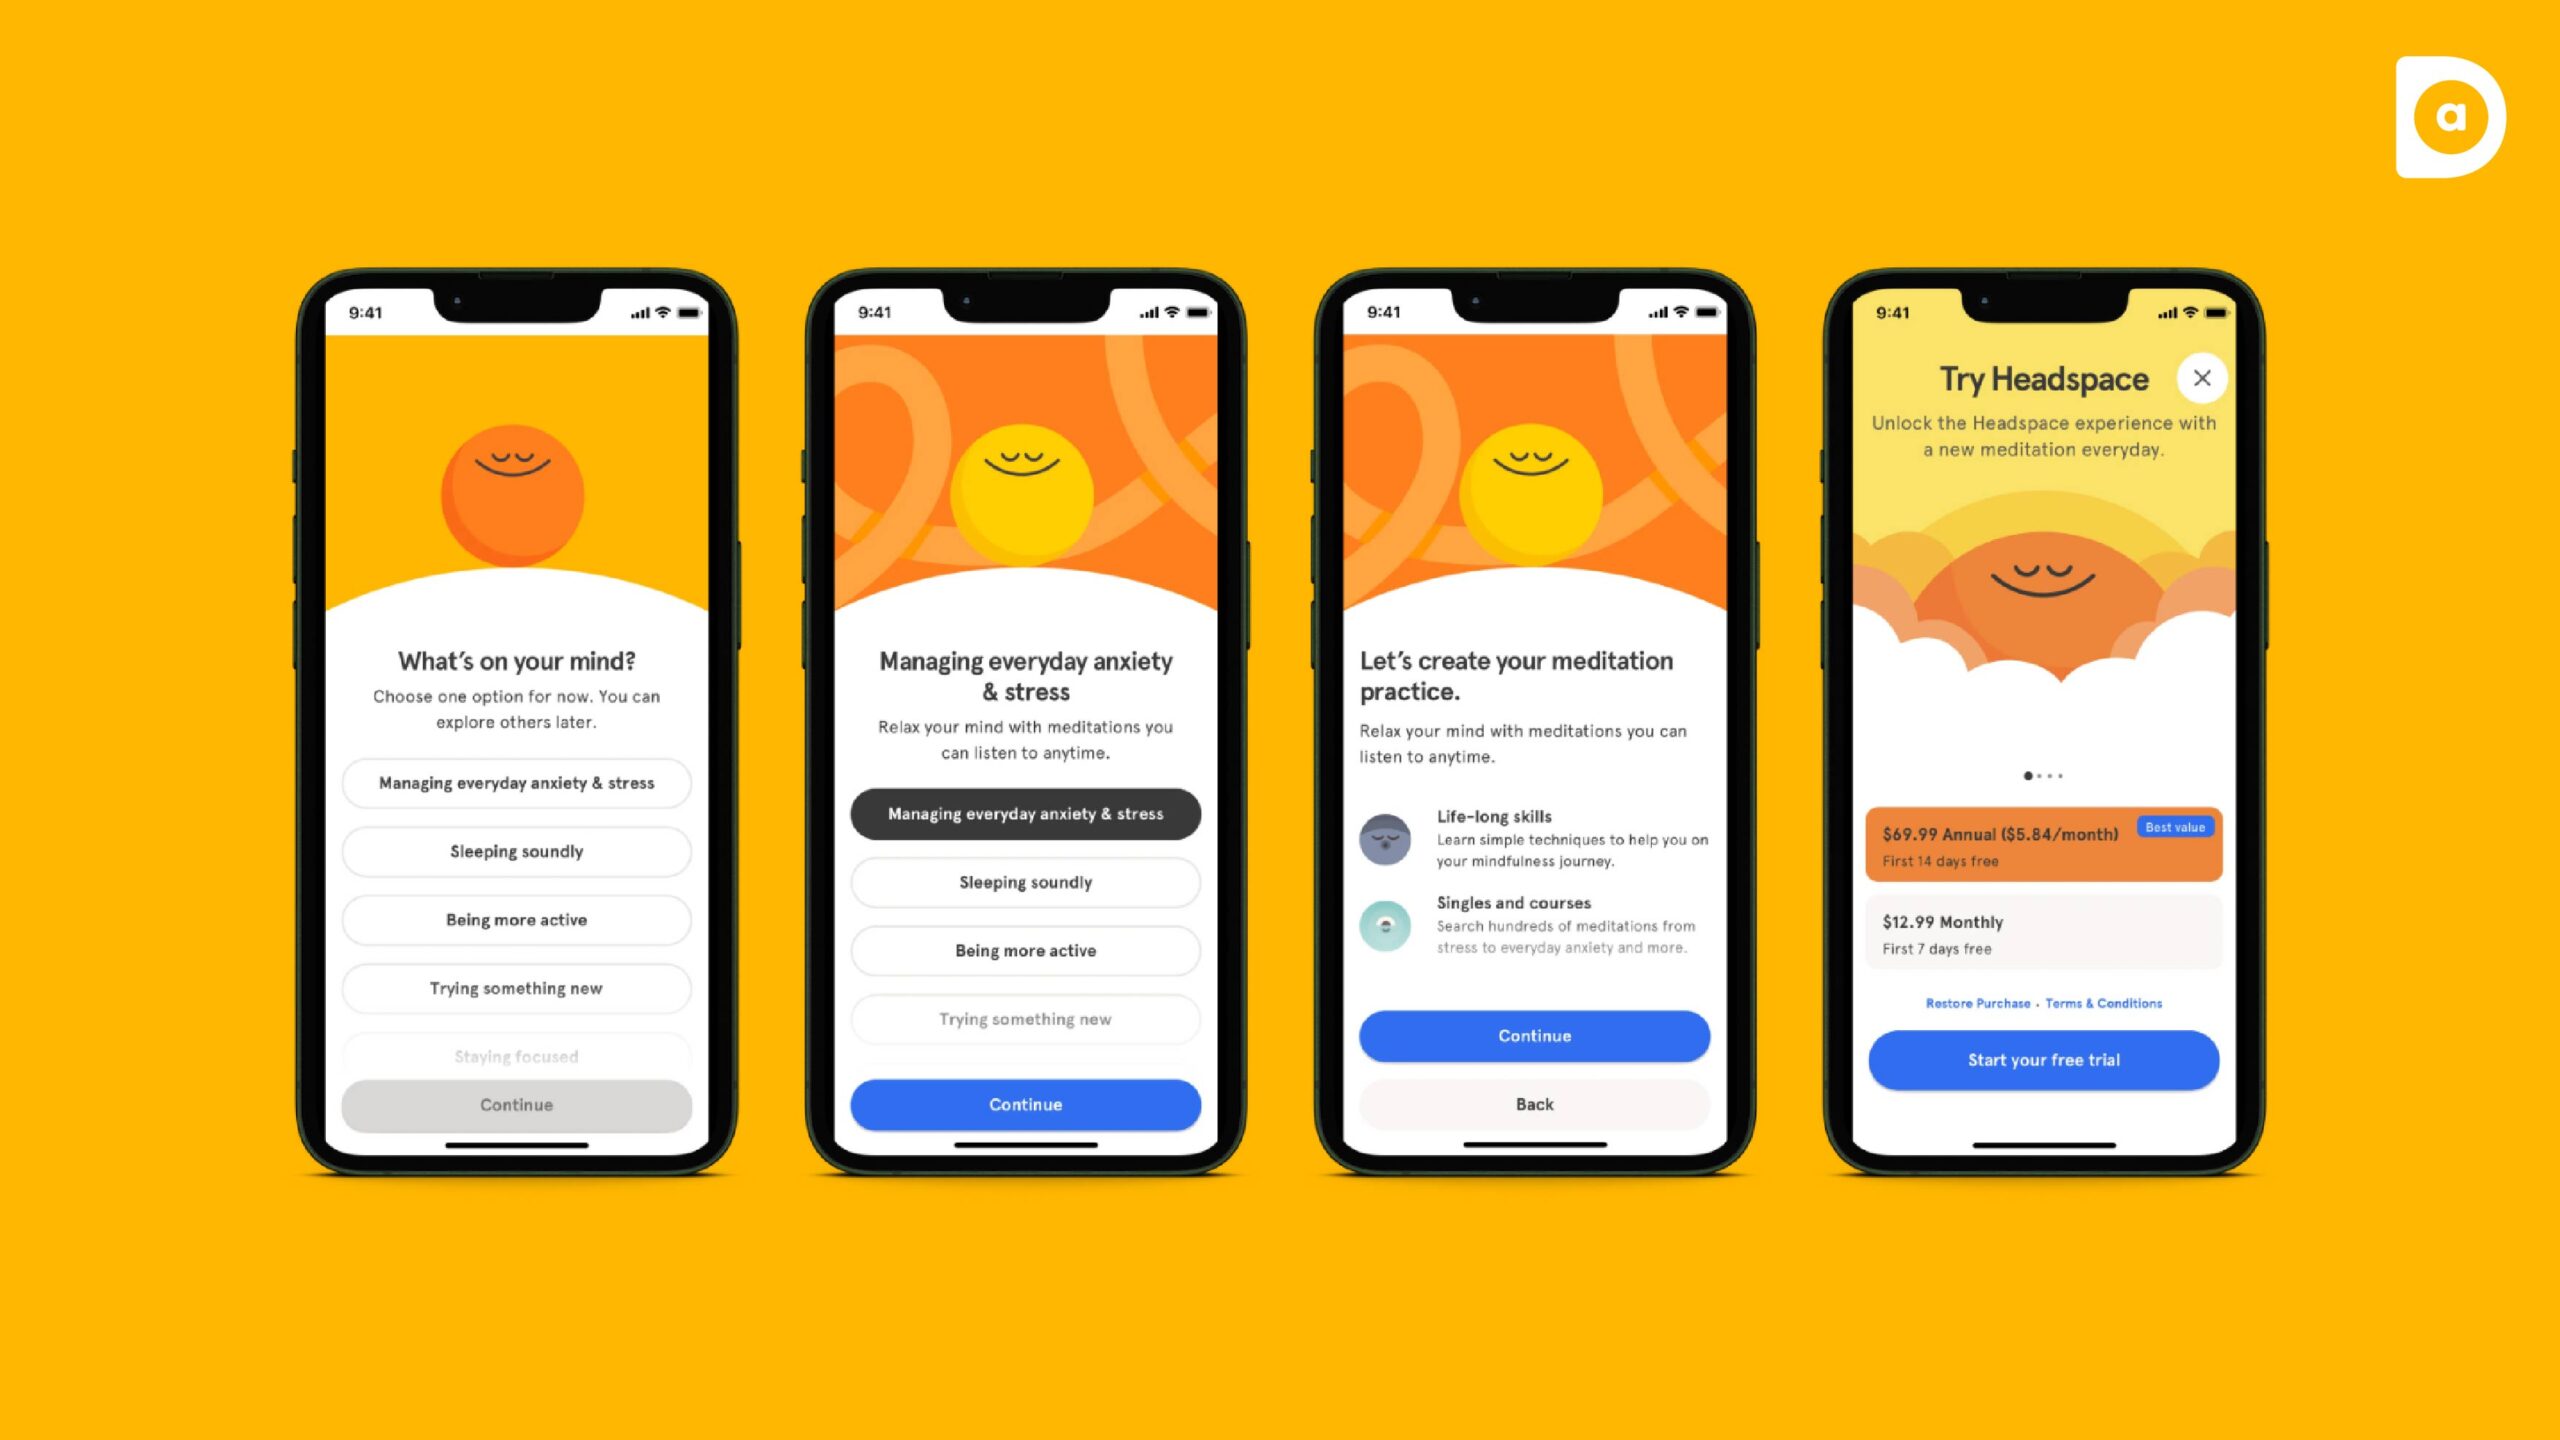 a
9:41
What's on your mind?
Choose one option for now. You can
explore others later.
Managing everyday anxiety & stress
Sleeping soundly
Being more active
Trying something new
Staying focused
Continue
9:41
Managing everyday anxiety
& stress
Relax your mind with meditations you
can listen to anytime.
Managing everyday anxiety & stress
Sleeping soundly
Being more active
Trying something new
Continue
9:41
Let's create your meditation
practice.
Relax your mind with meditations you can
listen to anytime.
Life-long skills
Learn simple techniques to help you on
your mindfulness journey.
Singles and courses
Search hundreds of meditations from
stress to everyday anxiety and more.
Continue
Back
9:41
Try Headspace
Unlock the Headspace experience with
a new meditation everyday.
$69.99 Annual ($5.84/month)
Best value
First 14 days free
$12.99 Monthly
First 7 days free
Restore Purchase · Terms & Conditions
Start your free trial